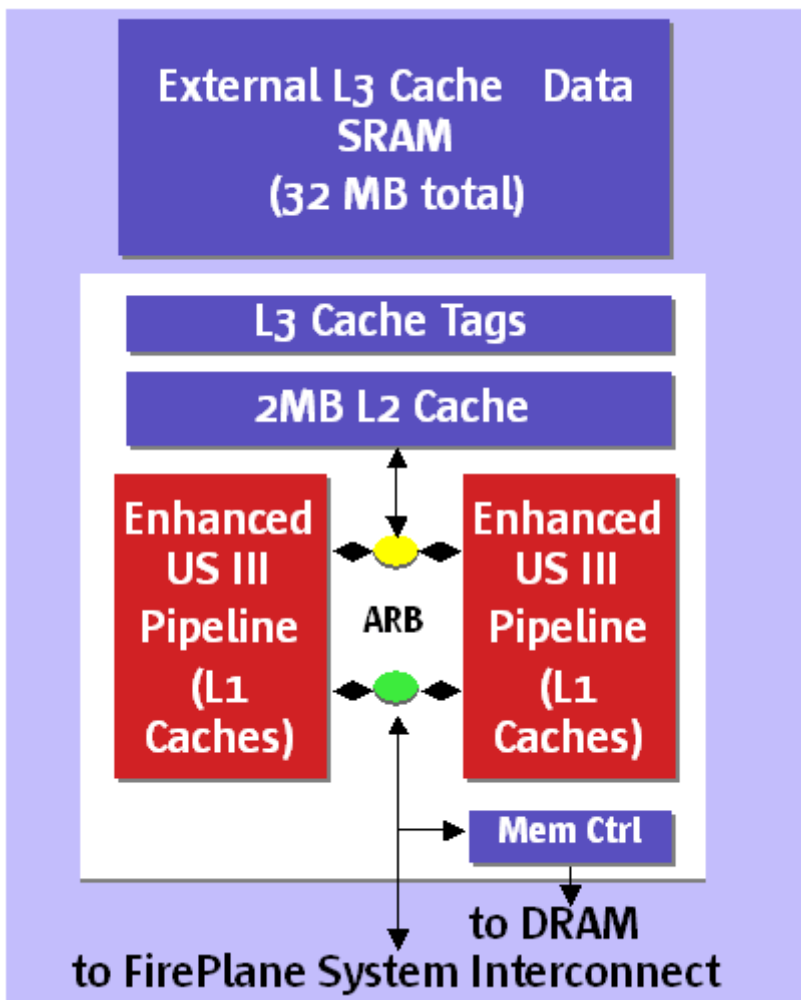 External L3 Cache Data
SRAM
(32 MB total)
L3 Cache Tags
2MB L2 Cache
Enhanced
US III
Pipeline
(L1
Caches)
ARB
Enhanced
US III
Pipeline
(L1
Caches)
Mem Ctrl
to DRAM
to FirePlane System Interconnect